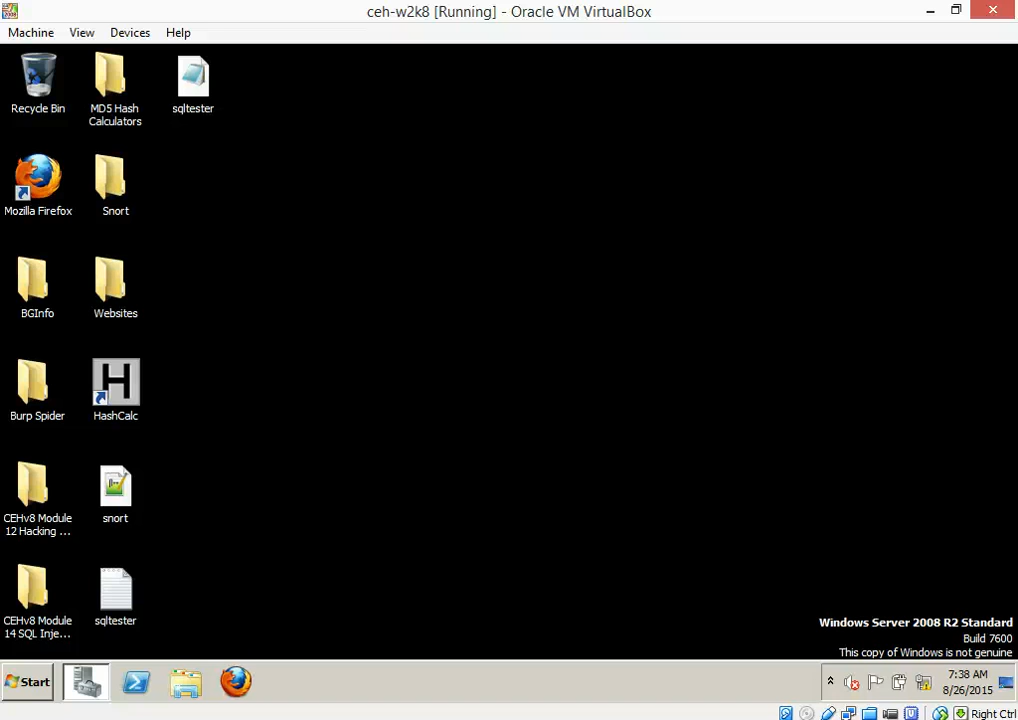 ceh-w2k8 [Running] - Oracle VM VirtualBox
Machine View Devices Help
Recycle Bin
MD5 Hash
Calculators
sqltester
Mozilla Firefox
Snort
BGInfo
Websites
Burp Spider
HashCalc
H
CEHv8 Module
12 Hacking ...
snort
CEHv8 Module
14 SQL Inje...
sqltester
Windows Server 2008 R2 Standard
Build 7600
This copy of Windows is not genuine
Start
7:38 AM
8/26/2015
Right Ctrl